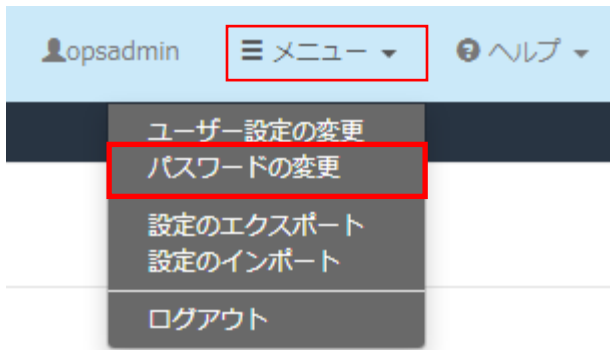 opsadmin メニュー ヘルプ
ユーザー設定の変更
パスワードの変更
設定のエクスポート
設定のインポート
ログアウト